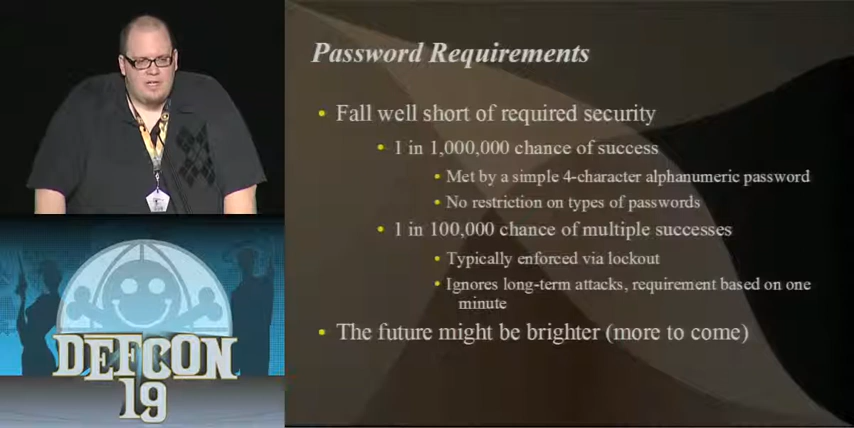 Password Requirements
Fall well short of required security
1 in 1,000,000 chance of success
Met by a simple 4-character alphanumeric password
No restriction on types of passwords
1 in 100,000 chance of multiple successes
Typically enforced via lockout
Ignores long-term attacks, requirement based on one
minute
The future might be brighter (more to come)
DEFCON
19